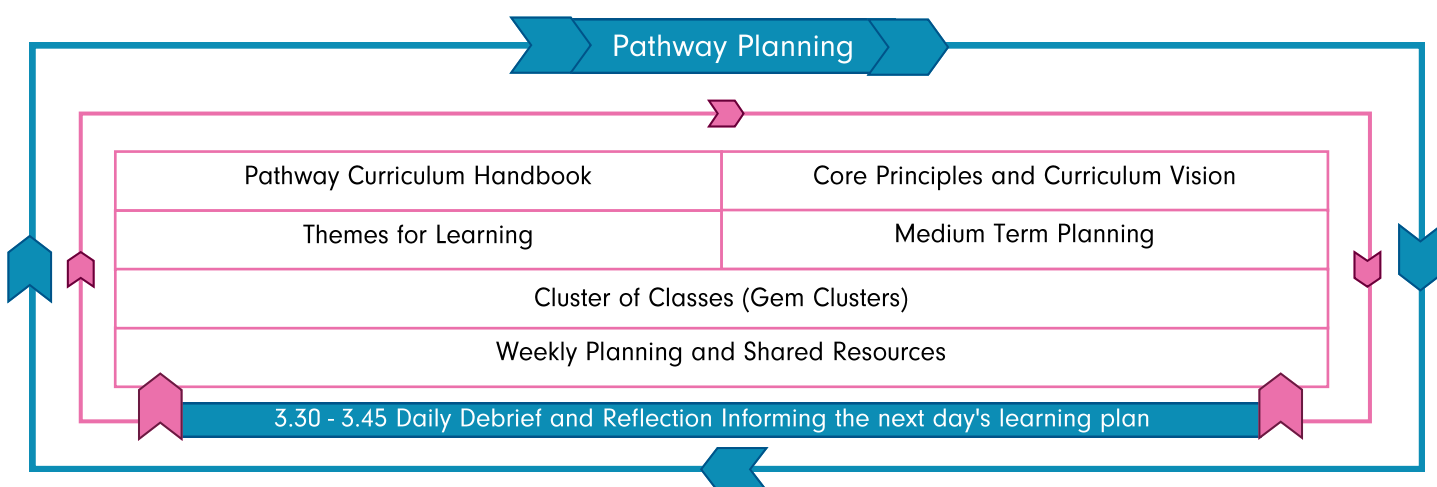 Pathway Planning
Pathway Curriculum Handbook
Core Principles and Curriculum Vision
Themes for Learning
Medium Term Planning
Cluster of Classes (Gem Clusters)
Weekly Planning and Shared Resources
3.30 - 3.45 Daily Debrief and Reflection Informing the next day's learning plan